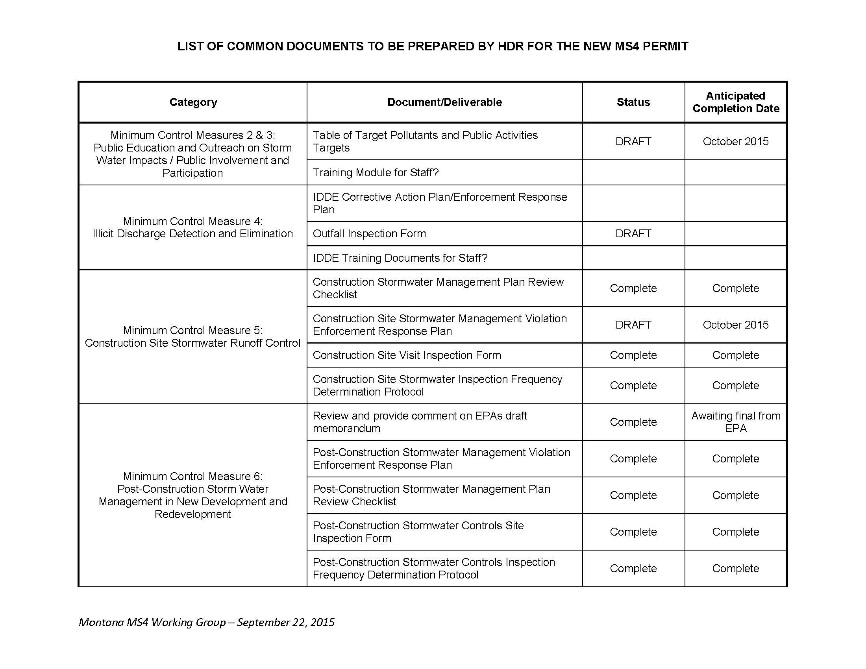 LIST OF COMMON DOCUMENTS TO BE PREPARED BY HDR FOR THE NEW MS4 PERMIT
Category
Document/Deliverable
Status
Anticipated
Completion Date
Minimum Control Measures 2 & 3:
Public Education and Outreach on Storm
Water Impacts / Public Involvement and
Participation
Table of Target Pollutants and Public Activities
Targets
DRAFT
October 2015
Training Module for Staff?
Minimum Control Measure 4:
Illicit Discharge Detection and Elimination
IDDE Corrective Action Plan/Enforcement Response
Plan
Outfall Inspection Form
DRAFT
IDDE Training Documents for Staff?
Minimum Control Measure 5:
Construction Site Stormwater Runoff Control
Construction Stormwater Management Plan Review
Checklist
Complete
Complete
Construction Site Stormwater Management Violation
Enforcement Response Plan
DRAFT
October 2015
Construction Site Visit Inspection Form
Complete
Complete
Construction Site Stormwater Inspection Frequency
Determination Protocol
Complete
Complete
Minimum Control Measure 6:
Post-Construction Storm Water
Management in New Development and
Redevelopment
Review and provide comment on EPAs draft
memorandum
Complete
Awaiting final from
EPA
Post-Construction Stormwater Management Violation
Enforcement Response Plan
Complete
Complete
Post-Construction Stormwater Management Plan
Review Checklist
Complete
Complete
Post-Construction Stormwater Controls Site
Inspection Form
Complete
Complete
Post-Construction Stormwater Controls Inspection
Frequency Determination Protocol
Complete
Complete
Montana MS4 Working Group – September 22, 2015